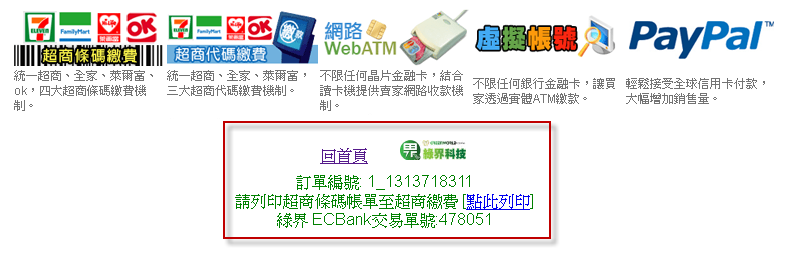 7 ELEVEN FamilyMart 萊爾富 OK
超商條碼繳費
7 ELEVEN FamilyMart 萊爾富 OK
超商代碼繳費
繳款
網路
WebATM
虛擬帳號
PayPal™
統一超商、全家、萊爾富、
ok，四大超商條碼繳費機
制。
統一超商、全家、萊爾富，
三大超商代碼繳費機制。
不限任何晶片金融卡，結合
讀卡機提供賣家網路收款機
制。
不限任何銀行金融卡，讓買
家透過實體ATM繳款。
輕鬆接受全球信用卡付款，
大幅增加銷售量。
回首頁
界 GREEN WORLD
綠界科技
訂單編號: 1_1313718311
請列印超商條碼帳單至超商繳費 [點此列印]
綠界 ECBank交易單號:478051